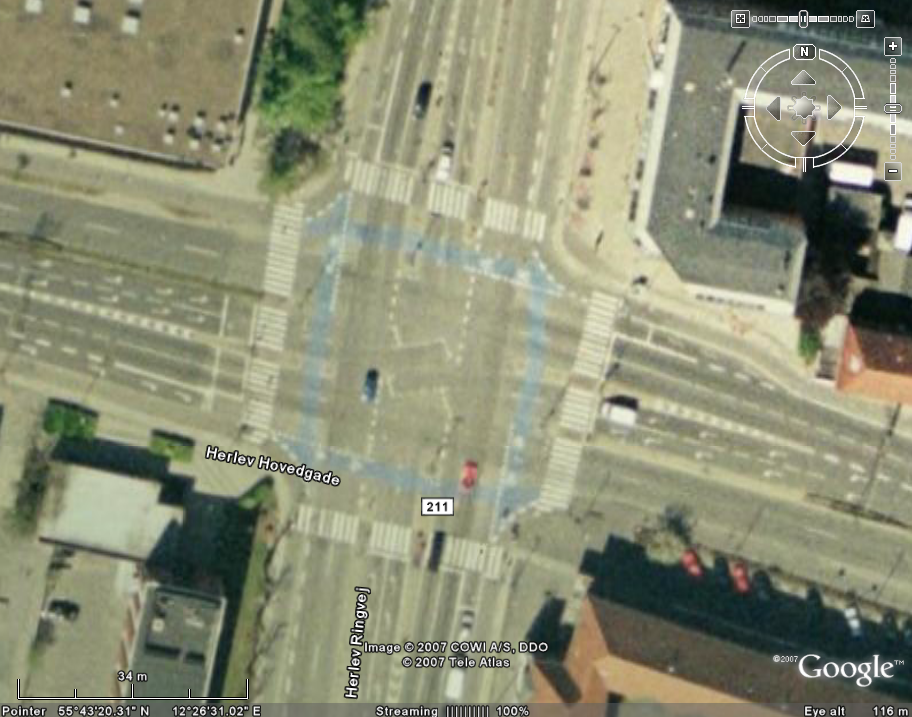 N
Herlev Hovedgade
211
Herlev Ringvej
Image © 2007 COWI A/S, DDO
© 2007 Tele Atlas
34 m
©2007 Google™
Pointer 55°43'20.31" N 12°26'31.02" E Streaming |||||||||| 100% Eye alt 116 m